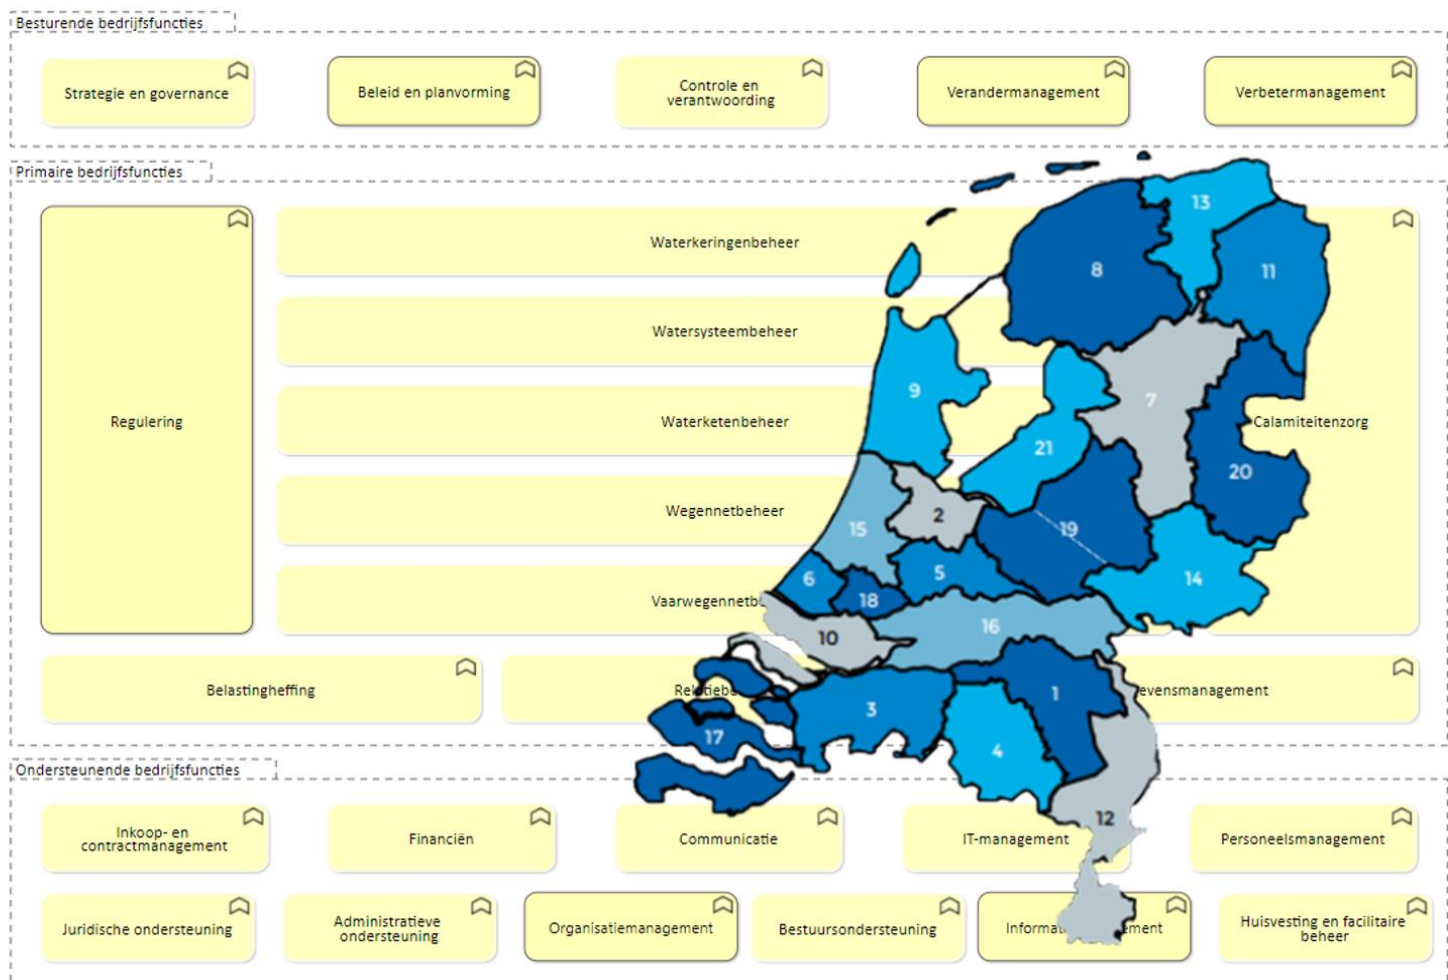 Besturende bedrijfsfuncties
Strategie en governance
Beleid en planvorming
Controle en
verantwoording
Verandermanagement
Verbetermanagement
Primaire bedrijfsfuncties
Regulering
Waterkeringenbeheer
Watersysteembeheer
Waterketenbeheer
Wegennetbeheer
Calamiteitenzorg
13
8
11
9
7
21
20
2
15
19
5
6
18
14
16
10
1
3
17
4
12
Belastingheffing
Ondersteunende bedrijfsfuncties
Inkoop- en
contractmanagement
Financiën
Communicatie
IT-management
Personeelsmanagement
Juridische ondersteuning
Administratieve
ondersteuning
Organisatiemanagement
Bestuursondersteuning
Huisvesting en facilitaire
beheer